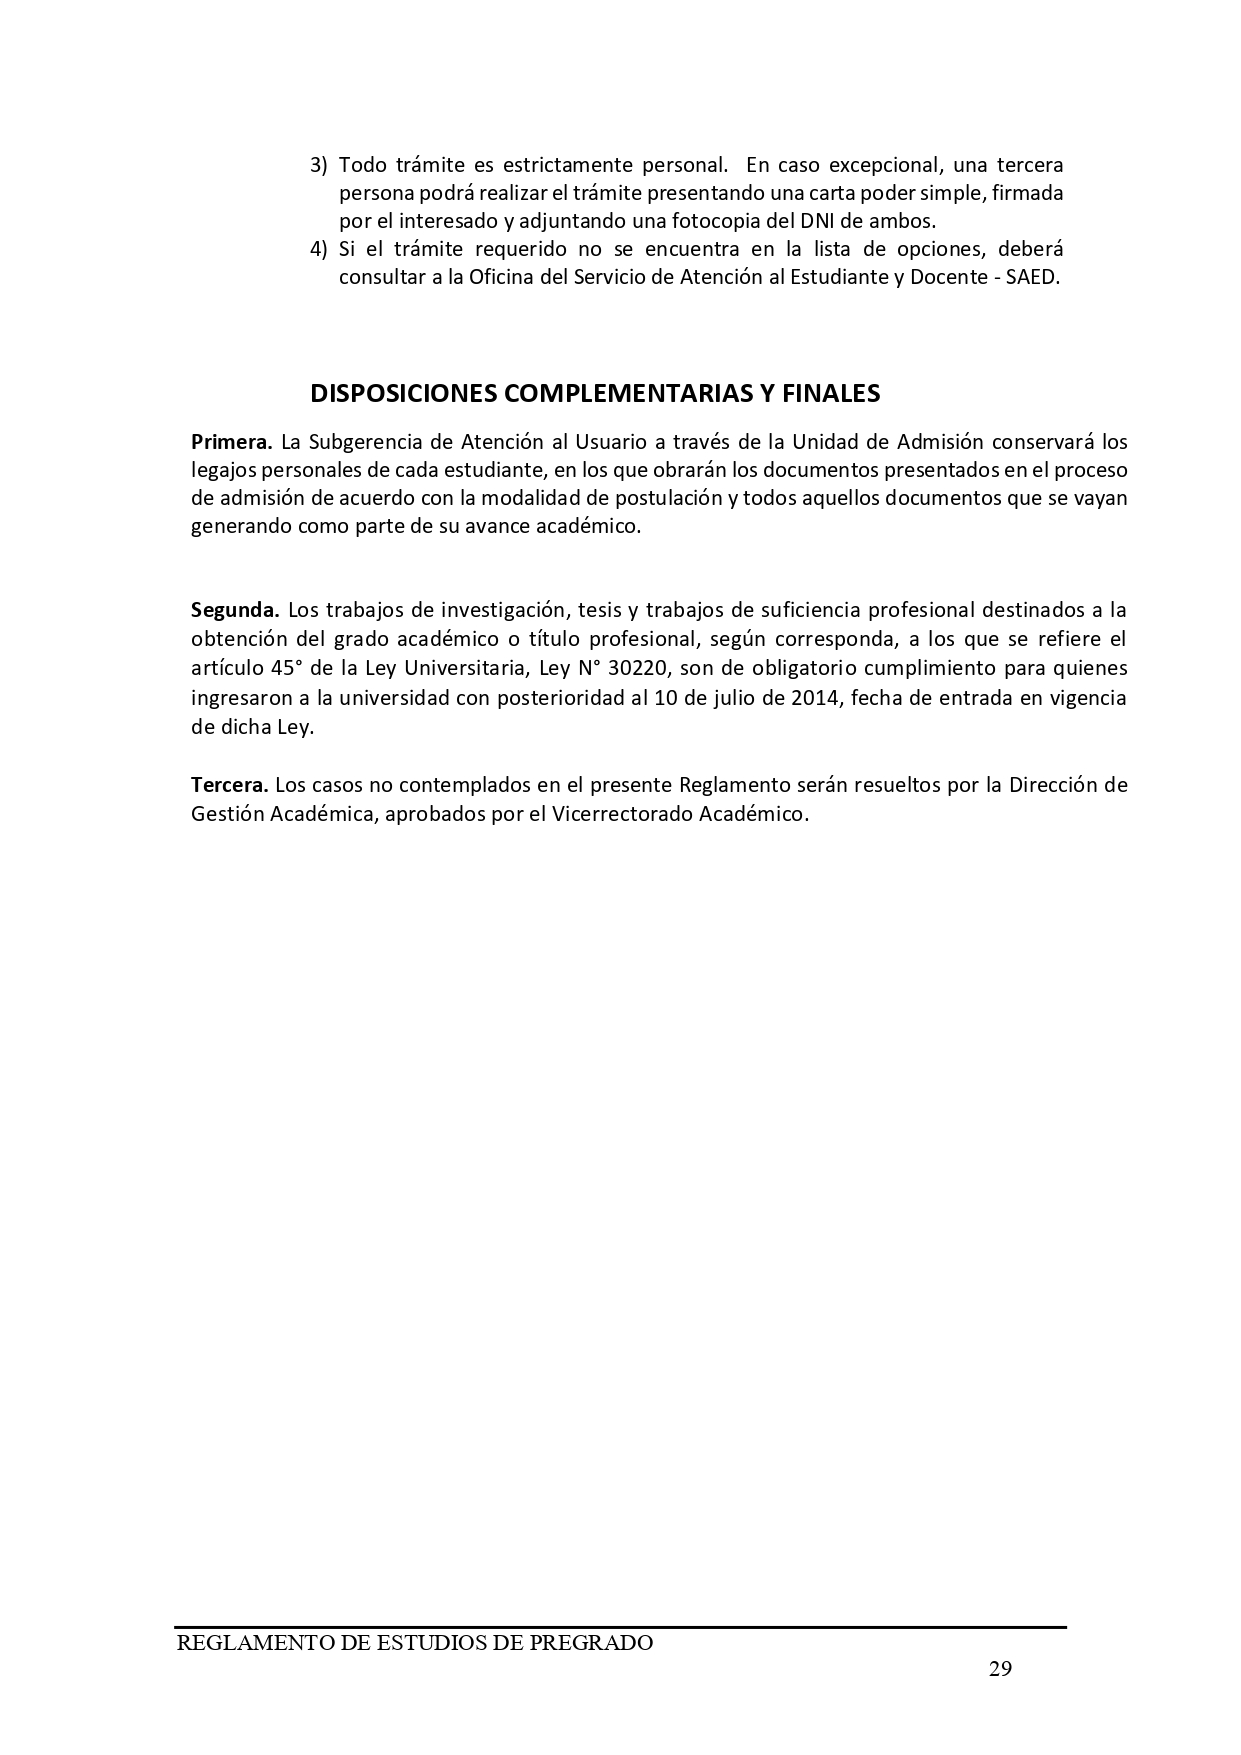 3) Todo trámite es estrictamente personal. En caso excepcional, una tercera
persona podrá realizar el trámite presentando una carta poder simple, firmada
por el interesado y adjuntando una fotocopia del DNI de ambos.
4) Si el trámite requerido no se encuentra en la lista de opciones, deberá
consultar a la Oficina del Servicio de Atención al Estudiante y Docente - SAED.
DISPOSICIONES COMPLEMENTARIAS Y FINALES
Primera. La Subgerencia de Atención al Usuario a través de la Unidad de Admisión conservará los
legajos personales de cada estudiante, en los que obrarán los documentos presentados en el proceso
de admisión de acuerdo con la modalidad de postulación y todos aquellos documentos que se vayan
generando como parte de su avance académico.
Segunda. Los trabajos de investigación, tesis y trabajos de suficiencia profesional destinados a la
obtención del grado académico o título profesional, según corresponda, a los que se refiere el
artículo 45° de la Ley Universitaria, Ley N° 30220, son de obligatorio cumplimiento para quienes
ingresaron a la universidad con posterioridad al 10 de julio de 2014, fecha de entrada en vigencia
de dicha Ley.
Tercera. Los casos no contemplados en el presente Reglamento serán resueltos por la Dirección de
Gestión Académica, aprobados por el Vicerrectorado Académico.
REGLAMENTO DE ESTUDIOS DE PREGRADO
29